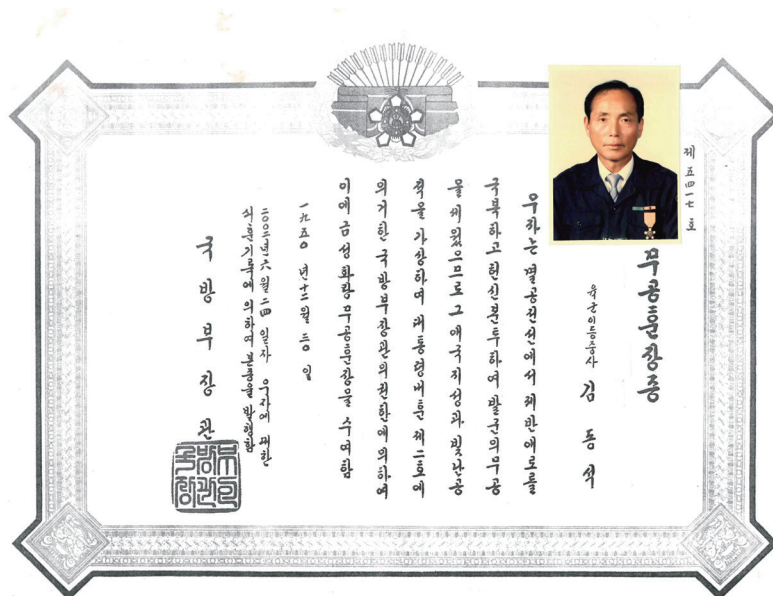 제 五四一七 호
무공훈장증
육군이등중사 김동석
우자는 멸공전선에서 제반애로를
극복하고 헌신분투하여 발군의무공
을 세웠으므로 그 애국지성과 빛난공
적을 가상하여 대통령내훈 제二호에
의거한 국방부장관의권한에 의하여
이에 금성화랑무공훈장을 수여함
一九五0 년十二월 三0 일
二00二년六월二四 일자 우자에 대한
서훈기록에 의하여 본증을 발행함
국방부장관